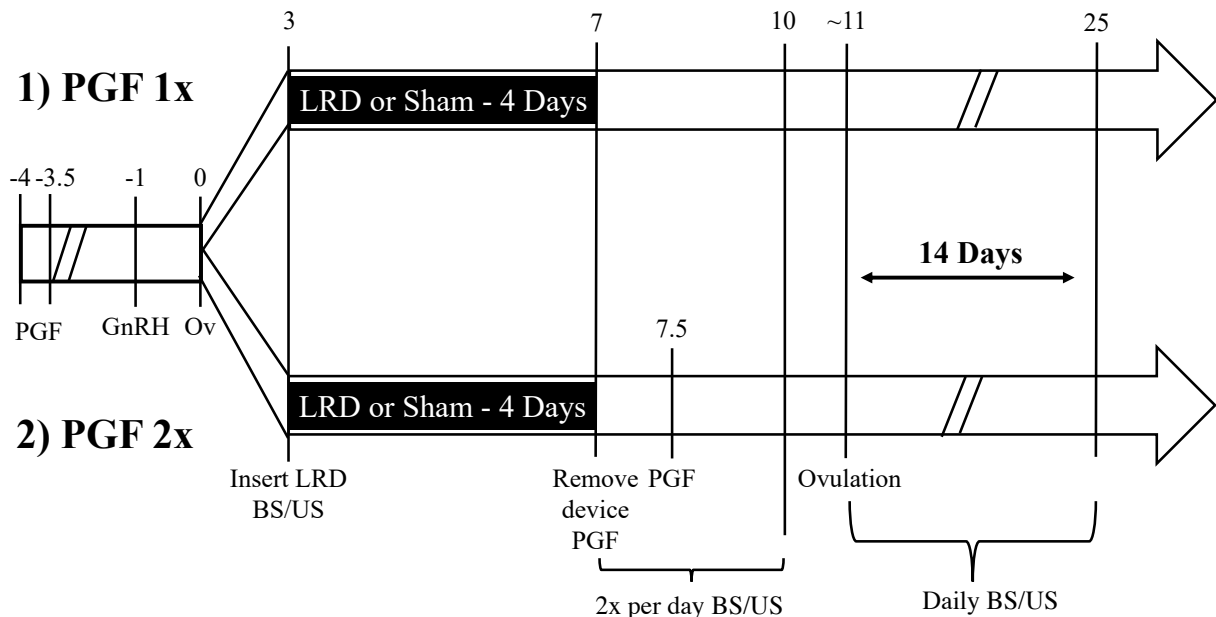 3 7 10 ~11 25
1) PGF 1x
LRD or Sham - 4 Days
-4 -3.5 -1 0
14 Days
PGF GnRH Ov
7.5
LRD or Sham - 4 Days
2) PGF 2x
Insert LRD
BS/US
Remove
device
PGF
PGF
Ovulation
2x per day BS/US
Daily BS/US